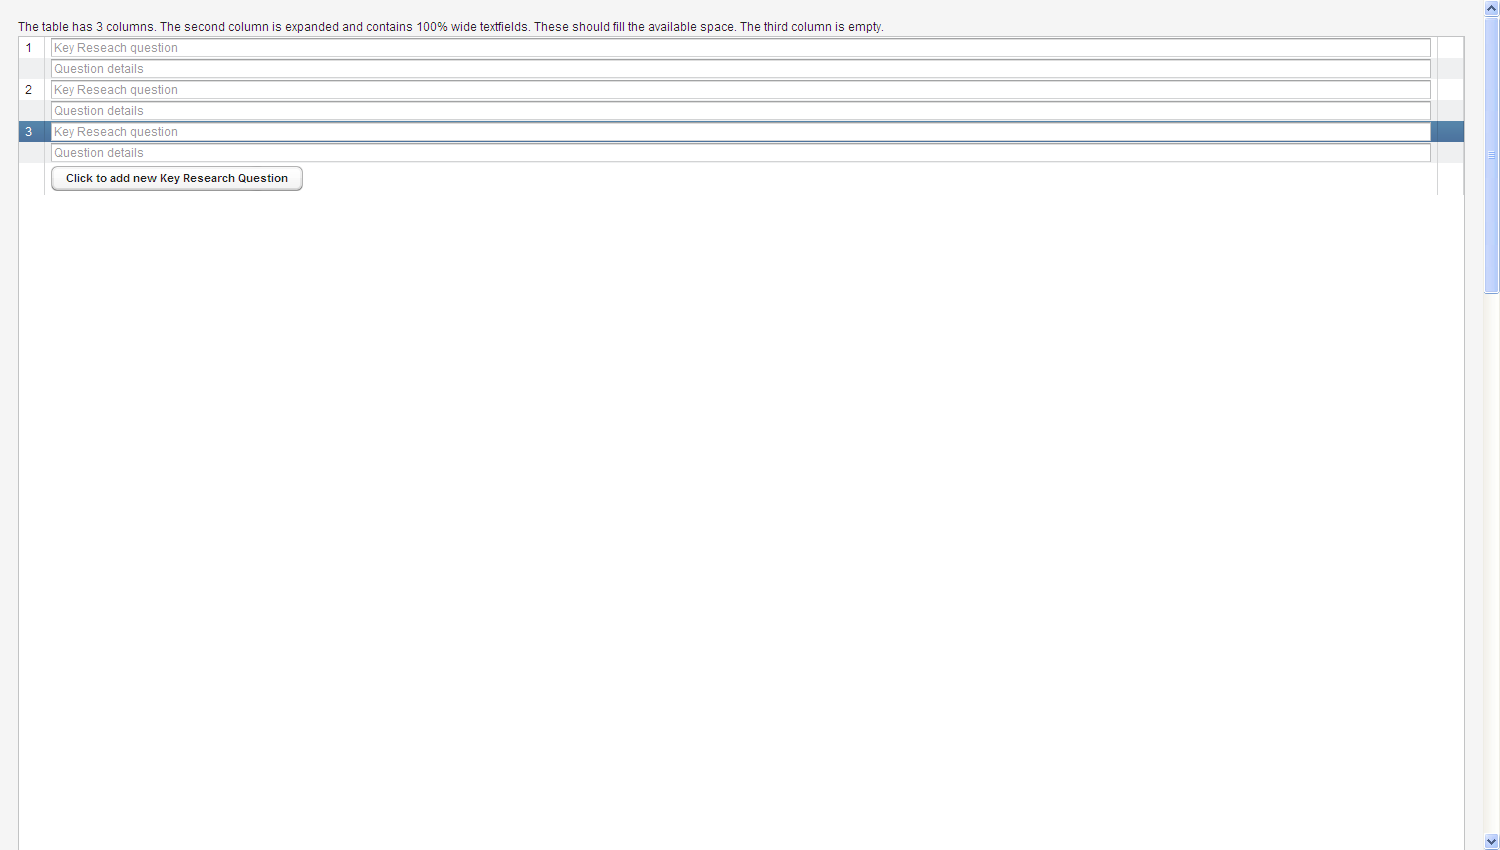 The table has 3 columns. The second column is expanded and contains 100% wide textfields. These should fill the available space. The third column is empty.
1 Key Reseach question
Question details
2 Key Reseach question
Question details
3 Key Reseach question
Question details
Click to add new Key Research Question